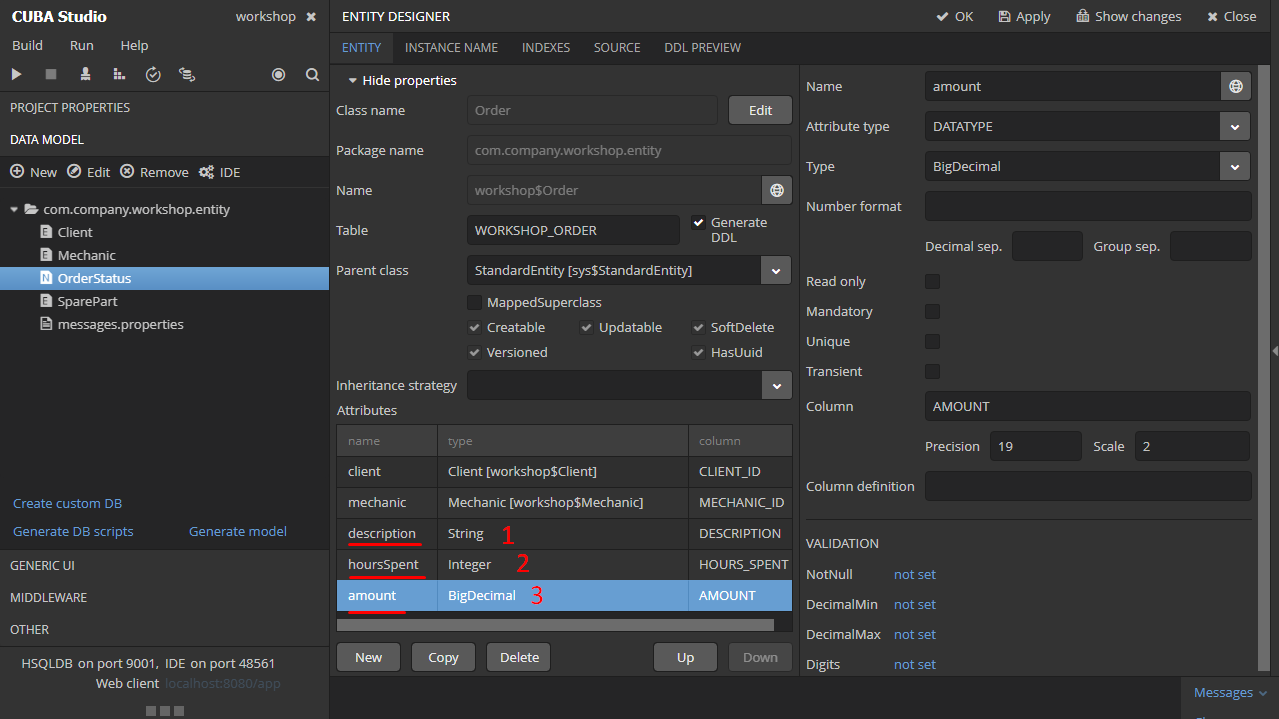 CUBA Studio workshop
Build Run Help
PROJECT PROPERTIES
DATA MODEL
New Edit Remove IDE
com.company.workshop.entity
E Client
E Mechanic
N OrderStatus
E SparePart
messages.properties
Create custom DB
Generate DB scripts Generate model
GENERIC UI
MIDDLEWARE
OTHER
HSQLDB on port 9001, IDE on port 48561
Web client localhost:8080/app
ENTITY DESIGNER
OK Apply Show changes Close
ENTITY INSTANCE NAME INDEXES SOURCE DDL PREVIEW
Hide properties
Class name Order Edit
Package name com.company.workshop.entity
Name workshop$Order
Table WORKSHOP_ORDER Generate
DDL
Parent class StandardEntity [sys$StandardEntity]
MappedSuperclass
Creatable Updatable SoftDelete
Versioned HasUuid
Inheritance strategy
Attributes
name type column
client Client [workshop$Client] CLIENT_ID
mechanic Mechanic [workshop$Mechanic] MECHANIC_ID
description String 1 DESCRIPTION
hoursSpent Integer 2 HOURS_SPENT
amount BigDecimal 3 AMOUNT
New Copy Delete Up Down
Name amount
Attribute type DATATYPE
Type BigDecimal
Number format
Decimal sep. Group sep.
Read only
Mandatory
Unique
Transient
Column AMOUNT
Precision 19 Scale 2
Column definition
VALIDATION
NotNull not set
DecimalMin not set
DecimalMax not set
Digits not set
Messages